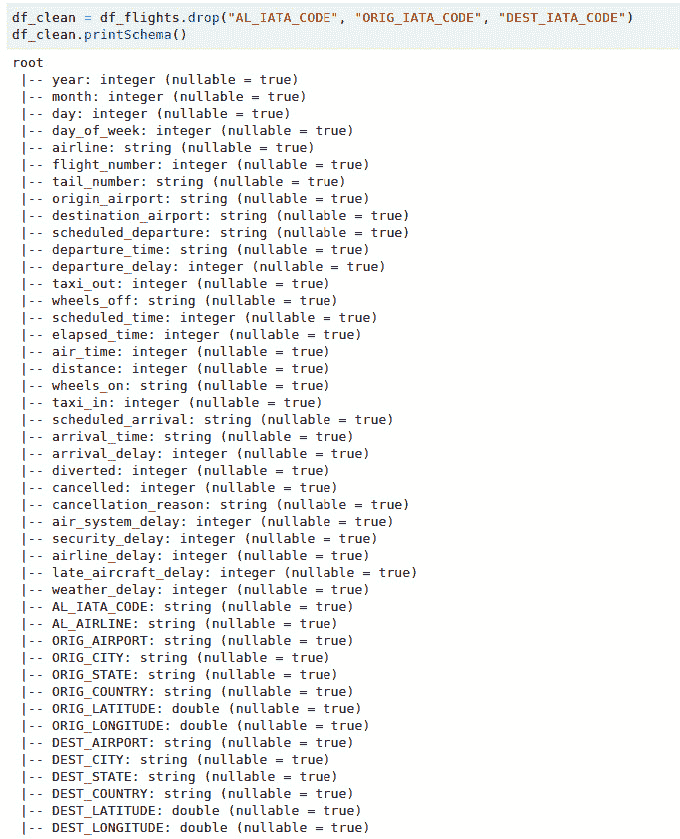 df_clean = df_flights.drop("AL_IATA_CODE", "ORIG_IATA_CODE", "DEST_IATA_CODE")
df_clean.printSchema()
root
 |-- year: integer (nullable = true)
 |-- month: integer (nullable = true)
 |-- day: integer (nullable = true)
 |-- day_of_week: integer (nullable = true)
 |-- airline: string (nullable = true)
 |-- flight_number: integer (nullable = true)
 |-- tail_number: string (nullable = true)
 |-- origin_airport: string (nullable = true)
 |-- destination_airport: string (nullable = true)
 |-- scheduled_departure: string (nullable = true)
 |-- departure_time: string (nullable = true)
 |-- departure_delay: integer (nullable = true)
 |-- taxi_out: integer (nullable = true)
 |-- wheels_off: string (nullable = true)
 |-- scheduled_time: integer (nullable = true)
 |-- elapsed_time: integer (nullable = true)
 |-- air_time: integer (nullable = true)
 |-- distance: integer (nullable = true)
 |-- wheels_on: string (nullable = true)
 |-- taxi_in: integer (nullable = true)
 |-- scheduled_arrival: string (nullable = true)
 |-- arrival_time: string (nullable = true)
 |-- arrival_delay: integer (nullable = true)
 |-- diverted: integer (nullable = true)
 |-- cancelled: integer (nullable = true)
 |-- cancellation_reason: string (nullable = true)
 |-- air_system_delay: integer (nullable = true)
 |-- security_delay: integer (nullable = true)
 |-- airline_delay: integer (nullable = true)
 |-- late_aircraft_delay: integer (nullable = true)
 |-- weather_delay: integer (nullable = true)
 |-- AL_IATA_CODE: string (nullable = true)
 |-- AL_AIRLINE: string (nullable = true)
 |-- ORIG_AIRPORT: string (nullable = true)
 |-- ORIG_CITY: string (nullable = true)
 |-- ORIG_STATE: string (nullable = true)
 |-- ORIG_COUNTRY: string (nullable = true)
 |-- ORIG_LATITUDE: double (nullable = true)
 |-- ORIG_LONGITUDE: double (nullable = true)
 |-- DEST_AIRPORT: string (nullable = true)
 |-- DEST_CITY: string (nullable = true)
 |-- DEST_STATE: string (nullable = true)
 |-- DEST_COUNTRY: string (nullable = true)
 |-- DEST_LATITUDE: double (nullable = true)
 |-- DEST_LONGITUDE: double (nullable = true)